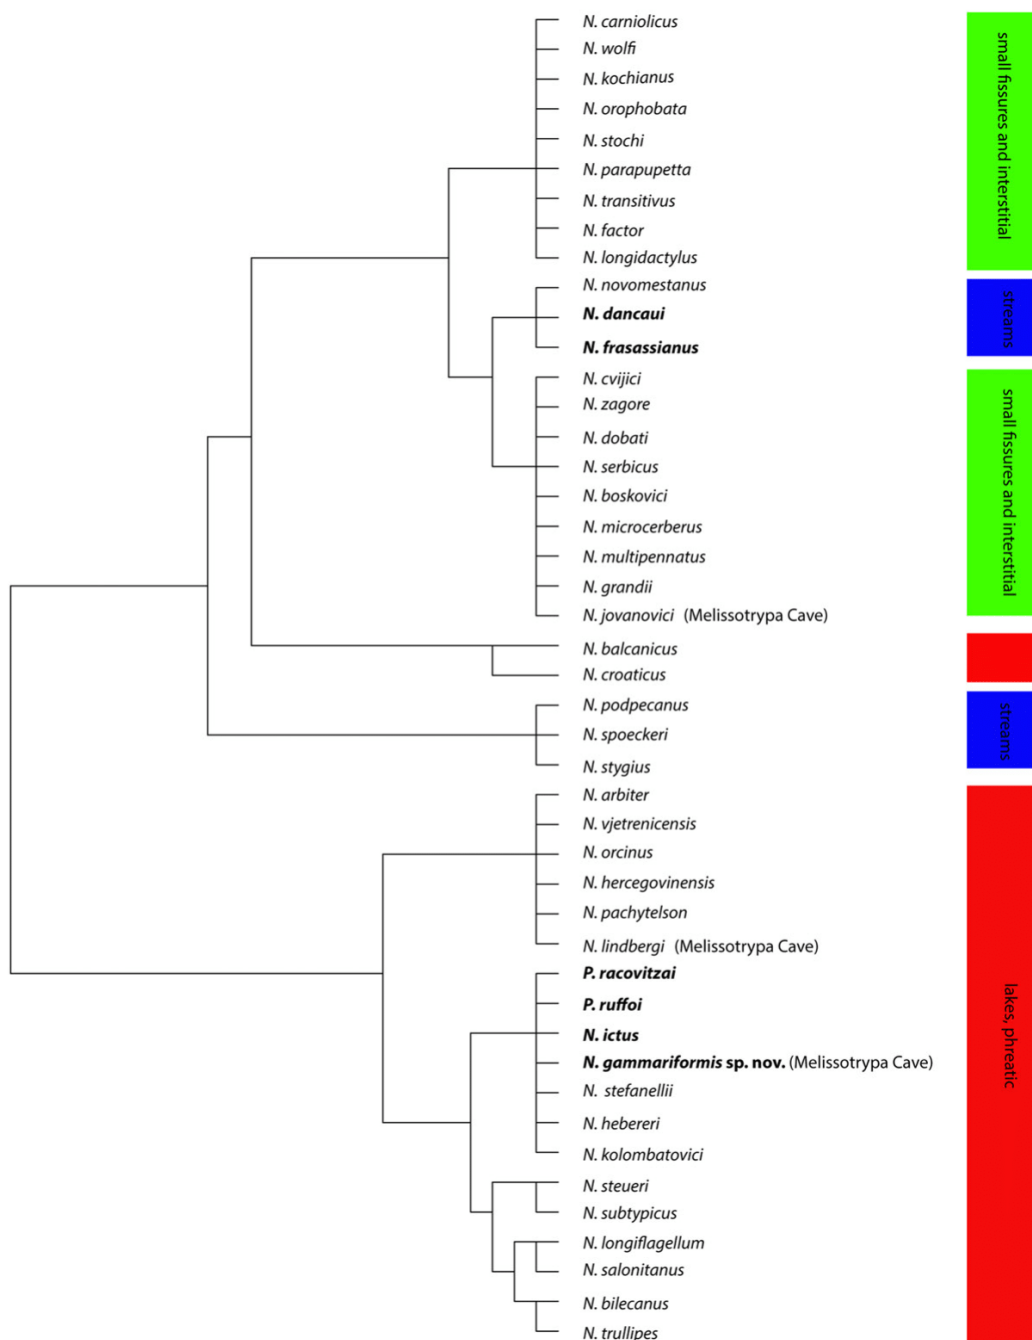 N. carniolicus
N. wolfi
N. kochianus
N. orophobata
N. stochi
N. parapupetta
N. transitivus
N. factor
N. longidactylus
small fissures and interstitial
N. novomestanus
N. dancaui
N. frasassianus
streams
N. cvijici
N. zagore
N. dobati
N. serbicus
N. boskovici
N. microcerberus
N. multipennatus
N. grandii
N. jovanovici (Melissotrypa Cave)
small fissures and interstitial
N. balcanicus
N. croaticus
N. podpecanus
N. spoeckeri
N. stygius
streams
N. arbiter
N. vjetrenicensis
N. orcinus
N. hercegovinensis
N. pachytelson
N. lindbergi (Melissotrypa Cave)
P. racovitzai
P. ruffoi
N. ictus
N. gammariformis sp. nov. (Melissotrypa Cave)
N. stefanellii
N. hebereri
N. kolombatovici
N. steueri
N. subtypicus
N. longiflagellum
N. salonitanus
N. bilecanus
N. trullipes
lakes, phreatic